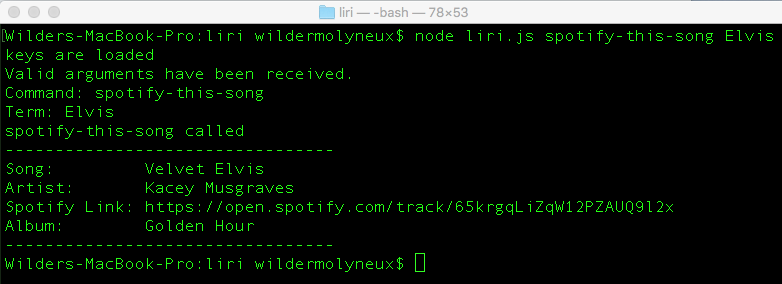 liri — -bash — 78×53
Wilders-MacBook-Pro:liri wildermolyneux$ node liri.js spotify-this-song Elvis
keys are loaded
Valid arguments have been received.
Command: spotify-this-song
Term: Elvis
spotify-this-song called
---------------------------------
Song:         Velvet Elvis
Artist:       Kacey Musgraves
Spotify Link: https://open.spotify.com/track/65krgqLiZqW12PZAUQ9l2x
Album:        Golden Hour
---------------------------------
Wilders-MacBook-Pro:liri wildermolyneux$